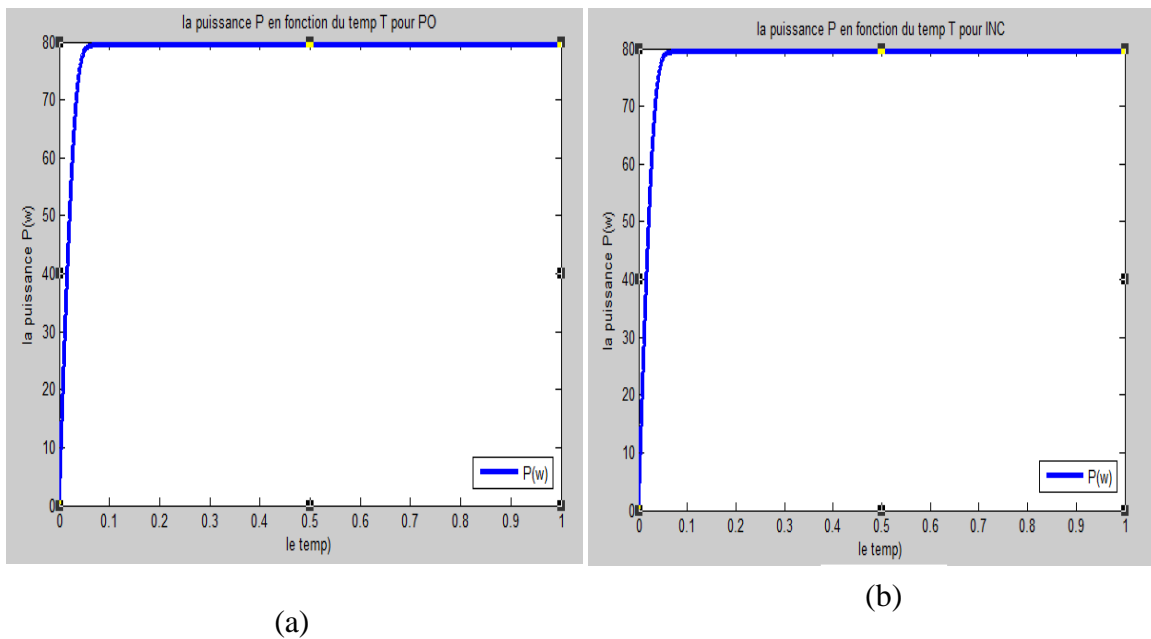 la puissance P en fonction du temp T pour PO
80
70
60
50
40
30
20
10
0
la puissance P(w)
0 0.1 0.2 0.3 0.4 0.5 0.6 0.7 0.8 0.9 1
le temp)
P(w)
(a)
la puissance P en fonction du temp T pour INC
80
70
60
50
40
30
20
10
0
la puissance P(w)
0 0.1 0.2 0.3 0.4 0.5 0.6 0.7 0.8 0.9 1
le temp)
P(w)
(b)